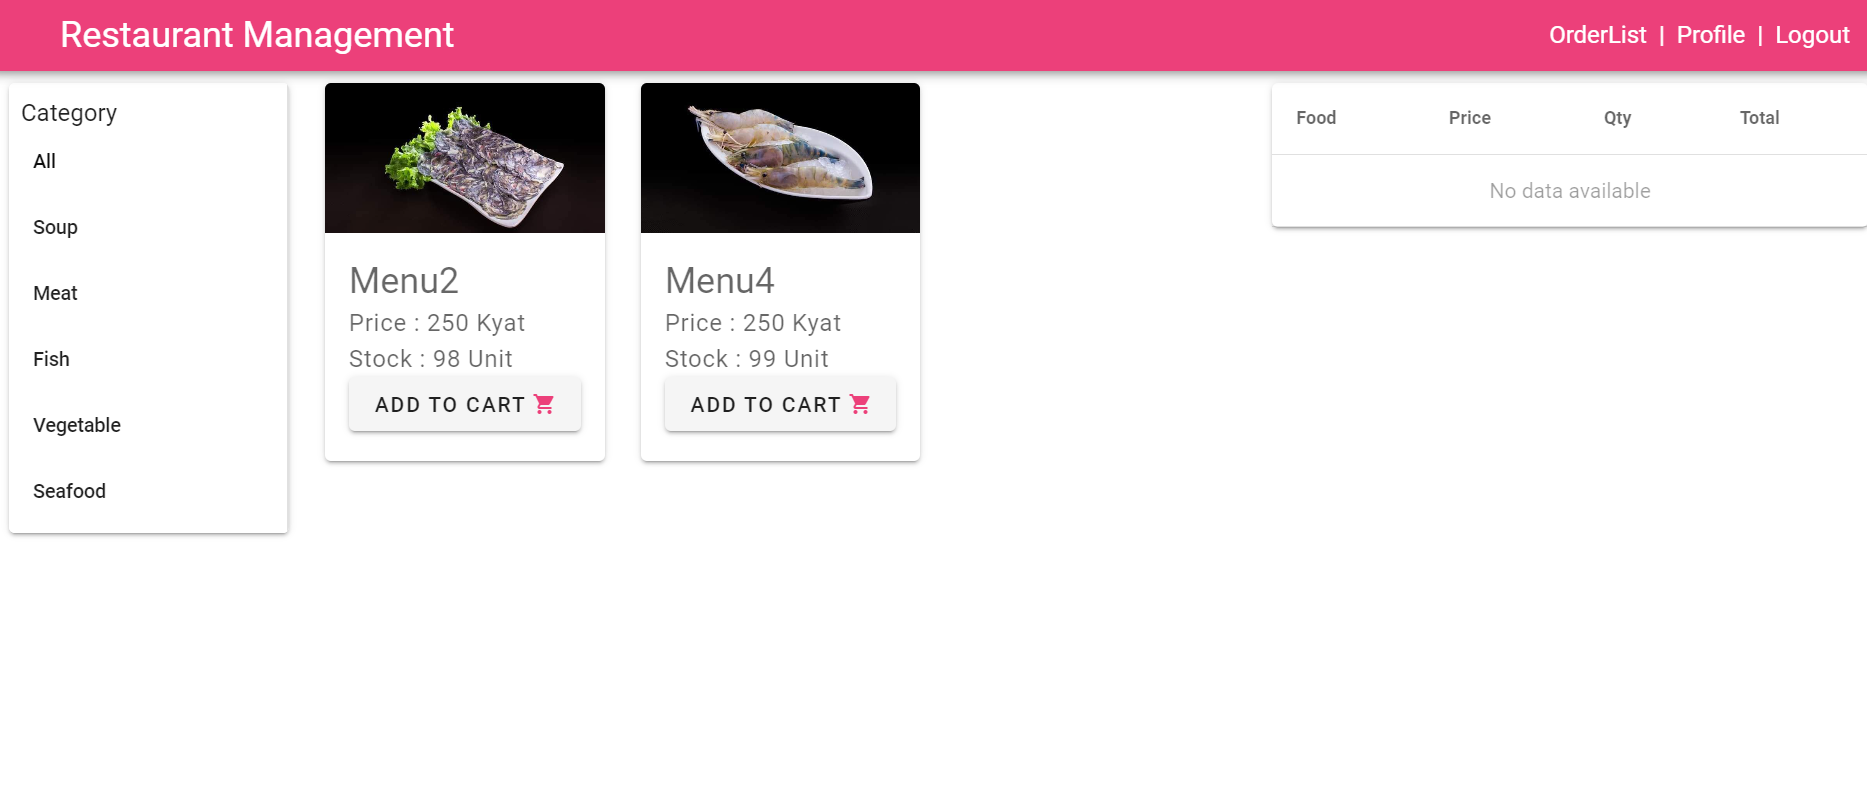 Restaurant Management
OrderList | Profile | Logout
Category
All
Soup
Meat
Fish
Vegetable
Seafood
Menu2
Price : 250 Kyat
Stock : 98 Unit
ADD TO CART
Menu4
Price : 250 Kyat
Stock : 99 Unit
ADD TO CART
Food Price Qty Total
No data available